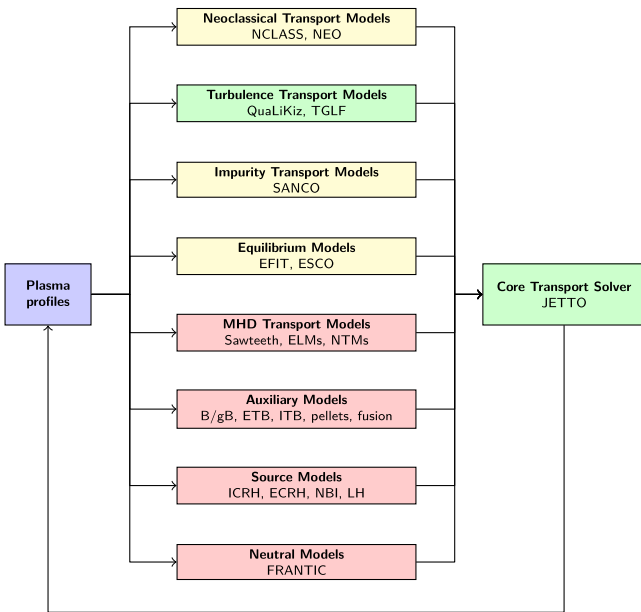 Neoclassical Transport Models
NCLASS, NEO
Turbulence Transport Models
QuaLiKiz, TGLF
Impurity Transport Models
SANCO
Equilibrium Models
EFIT, ESCO
Plasma
profiles
Core Transport Solver
JETTO
MHD Transport Models
Sawteeth, ELMs, NTMs
Auxiliary Models
B/gB, ETB, ITB, pellets, fusion
Source Models
ICRH, ECRH, NBI, LH
Neutral Models
FRANTIC